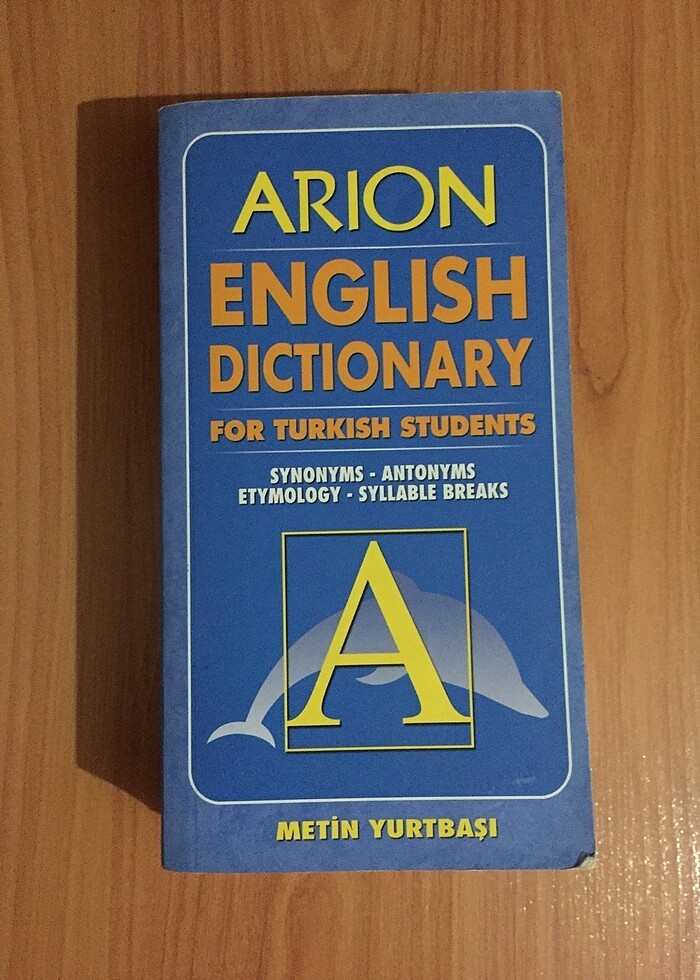 ARION
ENGLISH
DICTIONARY
FOR TURKISH STUDENTS
SYNONYMS - ANTONYMS
ETYMOLOGY - SYLLABLE BREAKS
A
METİN YURTBAŞI